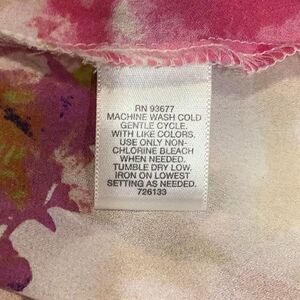 RN 93677
MACHINE WASH COLD
GENTLE CYCLE.
WITH LIKE COLORS.
USE ONLY NON-
CHLORINE BLEACH
WHEN NEEDED.
TUMBLE DRY LOW.
IRON ON LOWEST
SETTING AS NEEDED.
726133